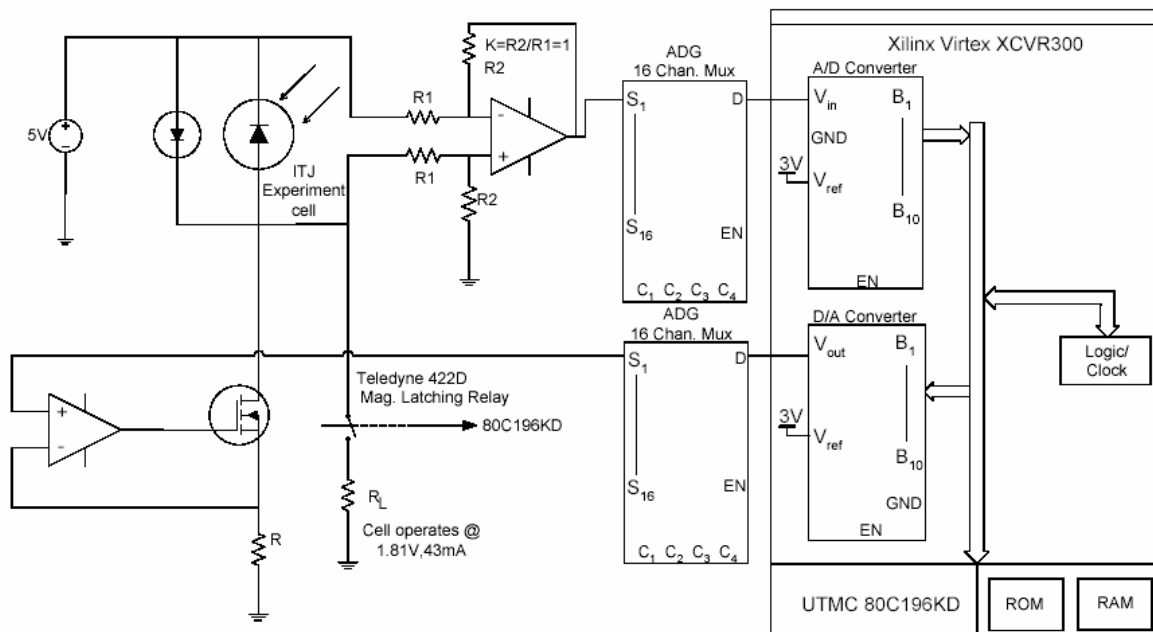 K=R2/R1=1
R2
R1
-
+
R1
R2
5V
+
-
ITJ
Experiment
cell
ADG
16 Chan. Mux
S1
D
S16
EN
C1 C2 C3 C4
Xilinx Virtex XCVR300
A/D Converter
Vin
B1
GND
3V
Vref
B10
EN
ADG
16 Chan. Mux
S1
D
S16
EN
C1 C2 C3 C4
D/A Converter
Vout
B1
3V
Vref
B10
GND
EN
Logic/
Clock
+
-
Teledyne 422D
Mag. Latching Relay
80C196KD
RL
R
Cell operates @
1.81V,43mA
UTMC 80C196KD
ROM
RAM